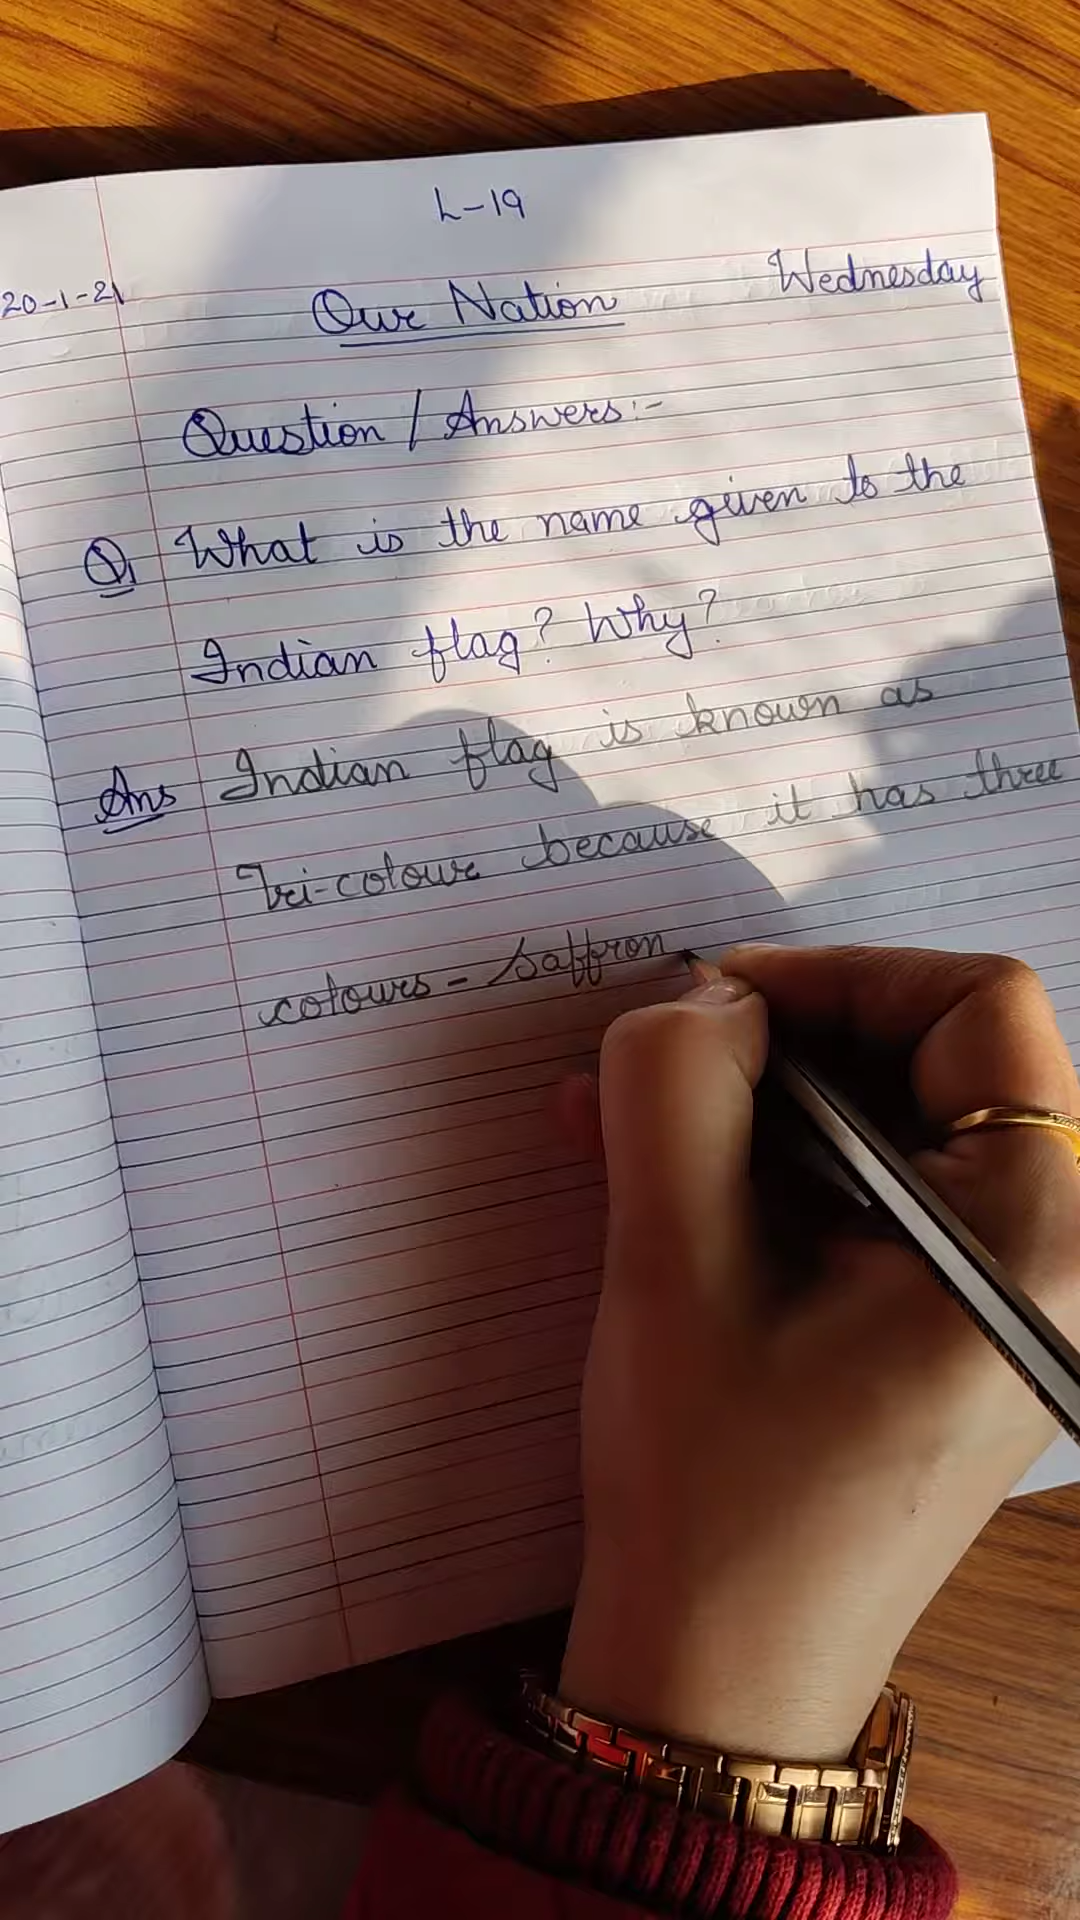 L-19
20-1-21 Our Nation Wednesday
Question / Answers:-
Q1 What is the name given to the
Indian flag? Why?
Ans Indian flag is known as
Tri-colour because it has three
colours - Saffron,